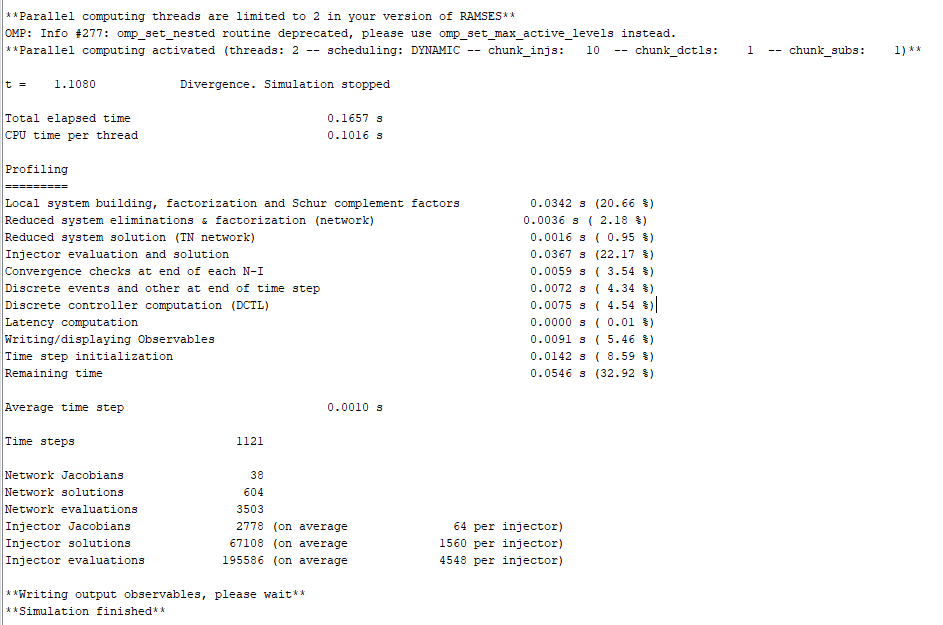 **Parallel computing threads are limited to 2 in your version of RAMSES**
OMP: Info #277: omp_set_nested routine deprecated, please use omp_set_max_active_levels instead.
**Parallel computing activated (threads: 2 -- scheduling: DYNAMIC -- chunk_injs:   10  -- chunk_dctls:    1  -- chunk_subs:    1)**
t =    1.1080            Divergence. Simulation stopped
Total elapsed time                            0.1657 s
CPU time per thread                           0.1016 s
Profiling
=========
Local system building, factorization and Schur complement factors          0.0342 s (20.66 %)
Reduced system eliminations & factorization (network)                     0.0036 s ( 2.18 %)
Reduced system solution (TN network)                                       0.0016 s ( 0.95 %)
Injector evaluation and solution                                           0.0367 s (22.17 %)
Convergence checks at end of each N-I                                      0.0059 s ( 3.54 %)
Discrete events and other at end of time step                              0.0072 s ( 4.34 %)
Discrete controller computation (DCTL)                                     0.0075 s ( 4.54 %)
Latency computation                                                        0.0000 s ( 0.01 %)
Writing/displaying Observables                                             0.0091 s ( 5.46 %)
Time step initialization                                                   0.0142 s ( 8.59 %)
Remaining time                                                             0.0546 s (32.92 %)
Average time step                             0.0010 s
Time steps                       1121
Network Jacobians                  38
Network solutions                 604
Network evaluations              3503
Injector Jacobians               2778 (on average               64 per injector)
Injector solutions              67108 (on average             1560 per injector)
Injector evaluations           195586 (on average             4548 per injector)
**Writing output observables, please wait**
**Simulation finished**